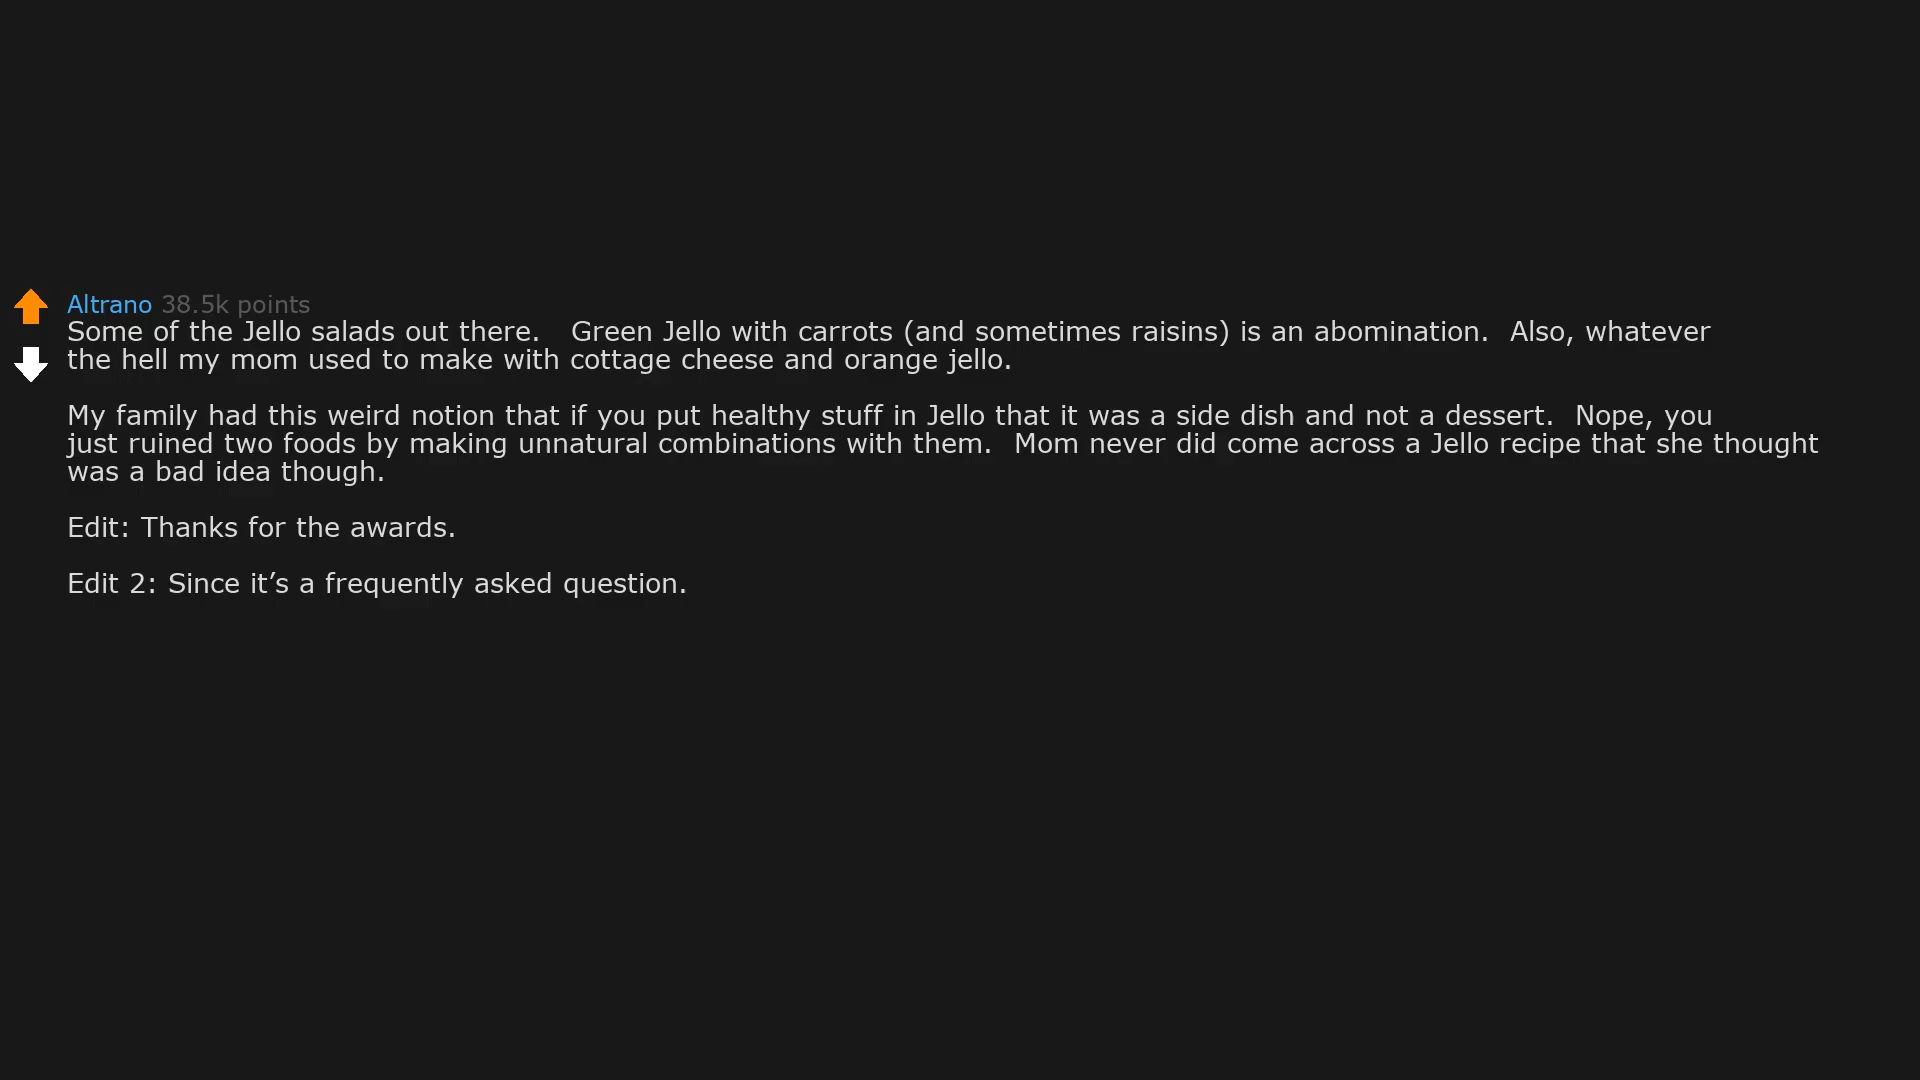 Altrano 38.5k points
Some of the Jello salads out there.   Green Jello with carrots (and sometimes raisins) is an abomination.  Also, whatever
the hell my mom used to make with cottage cheese and orange jello.
My family had this weird notion that if you put healthy stuff in Jello that it was a side dish and not a dessert.  Nope, you
just ruined two foods by making unnatural combinations with them.  Mom never did come across a Jello recipe that she thought
was a bad idea though.
Edit: Thanks for the awards.
Edit 2: Since it’s a frequently asked question.